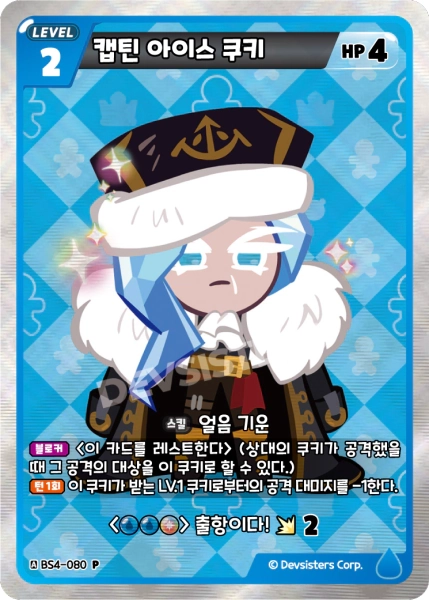 LEVEL
2
캡틴 아이스 쿠키
HP 4
DEVSISTERS
스킬 얼음 기운
블로커 <이 카드를 레스트한다> (상대의 쿠키가 공격했을
때 그 공격의 대상을 이 쿠키로 할 수 있다.)
턴 1회 이 쿠키가 받는 LV.1 쿠키로부터의 공격 대미지를 -1한다.
< > 출항이다! 2
A BS4-080 P
© Devsisters Corp.